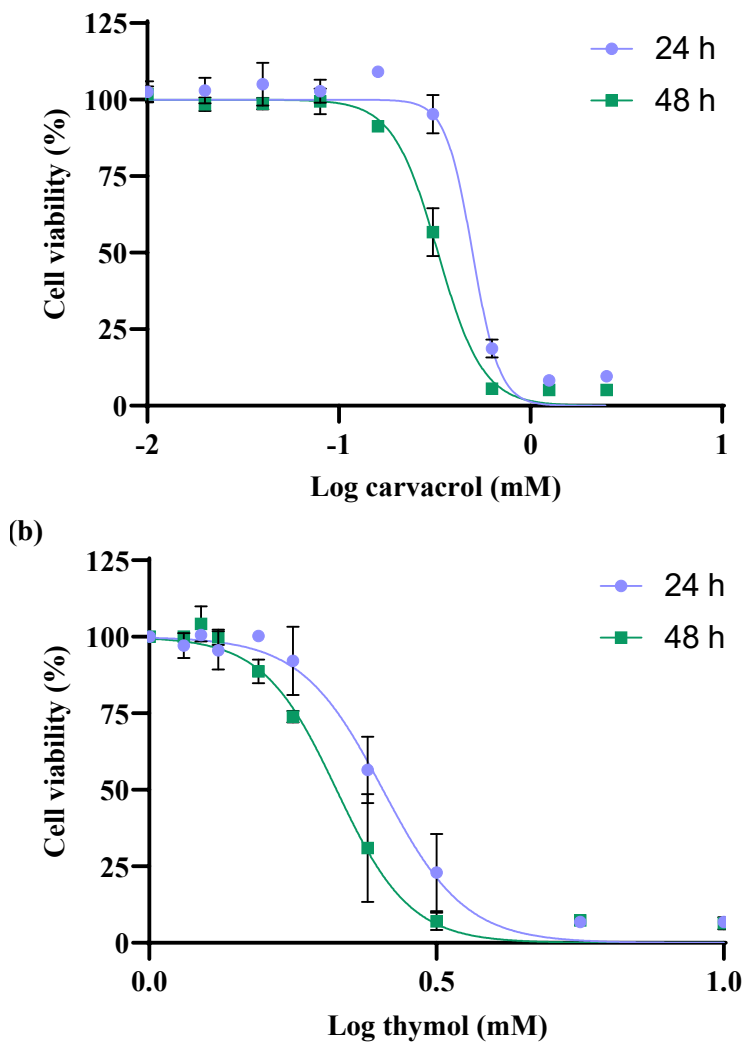 125
100
75
50
25
0
Cell viability (%)
24 h
48 h
-2
-1
0
1
Log carvacrol (mM)
(b)
125
100
75
50
25
0
Cell viability (%)
24 h
48 h
0.0
0.5
1.0
Log thymol (mM)